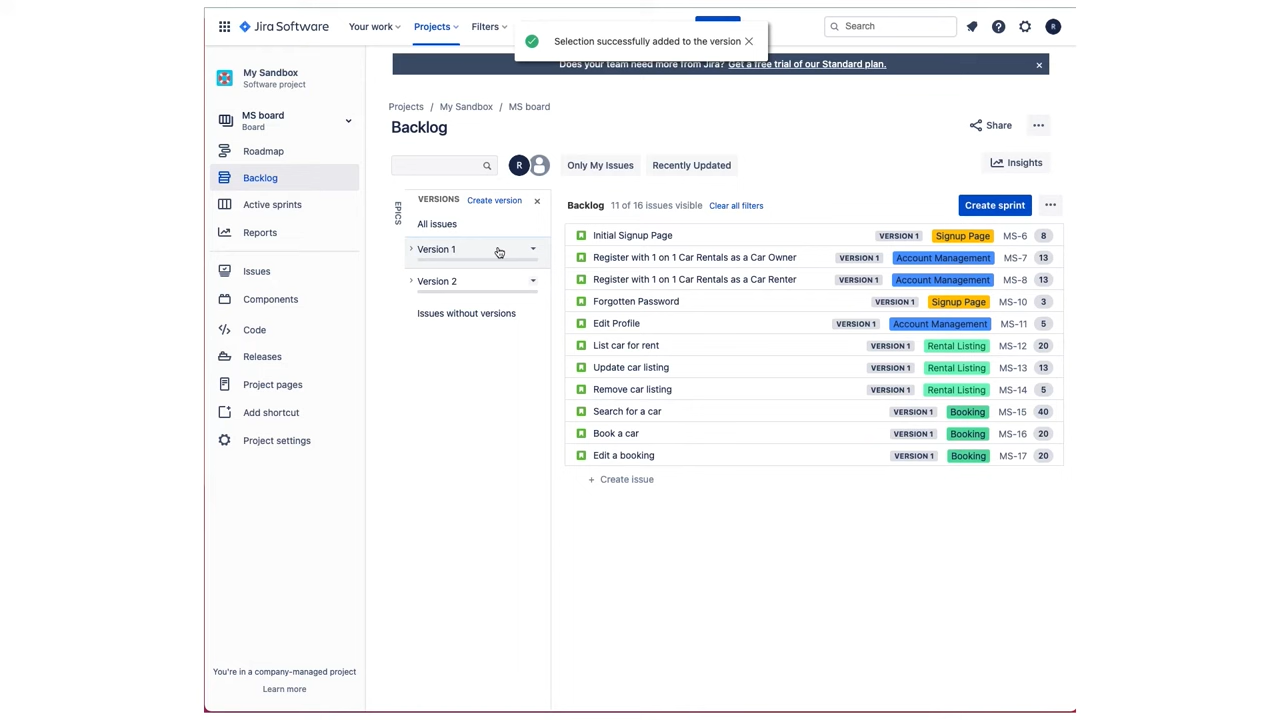 Jira Software
Your work
Projects
Filters
Selection successfully added to the version
Search
R
Does your team need more from Jira? Get a free trial of our Standard plan.
My Sandbox
Software project
MS board
Board
Roadmap
Backlog
Active sprints
Reports
Issues
Components
Code
Releases
Project pages
Add shortcut
Project settings
You're in a company-managed project
Learn more
Projects / My Sandbox / MS board
Backlog
Share
R
Only My Issues
Recently Updated
Insights
EPICS
VERSIONS
Create version
All issues
Version 1
Version 2
Issues without versions
Backlog 11 of 16 issues visible Clear all filters
Create sprint
Initial Signup Page VERSION 1 Signup Page MS-6 8
Register with 1 on 1 Car Rentals as a Car Owner VERSION 1 Account Management MS-7 13
Register with 1 on 1 Car Rentals as a Car Renter VERSION 1 Account Management MS-8 13
Forgotten Password VERSION 1 Signup Page MS-10 3
Edit Profile VERSION 1 Account Management MS-11 5
List car for rent VERSION 1 Rental Listing MS-12 20
Update car listing VERSION 1 Rental Listing MS-13 13
Remove car listing VERSION 1 Rental Listing MS-14 5
Search for a car VERSION 1 Booking MS-15 40
Book a car VERSION 1 Booking MS-16 20
Edit a booking VERSION 1 Booking MS-17 20
+ Create issue